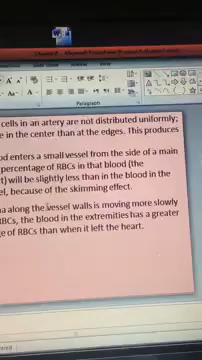 Paragraph
cells in an artery are not distributed uniformly;
e in the center than at the edges. This produces
od enters a small vessel from the side of a main
percentage of RBCs in that blood (the
t) will be slightly less than in the blood in the
el, because of the skimming effect.
ma along the vessel walls is moving more slowly
RBCs, the blood in the extremities has a greater
ge of RBCs than when it left the heart.